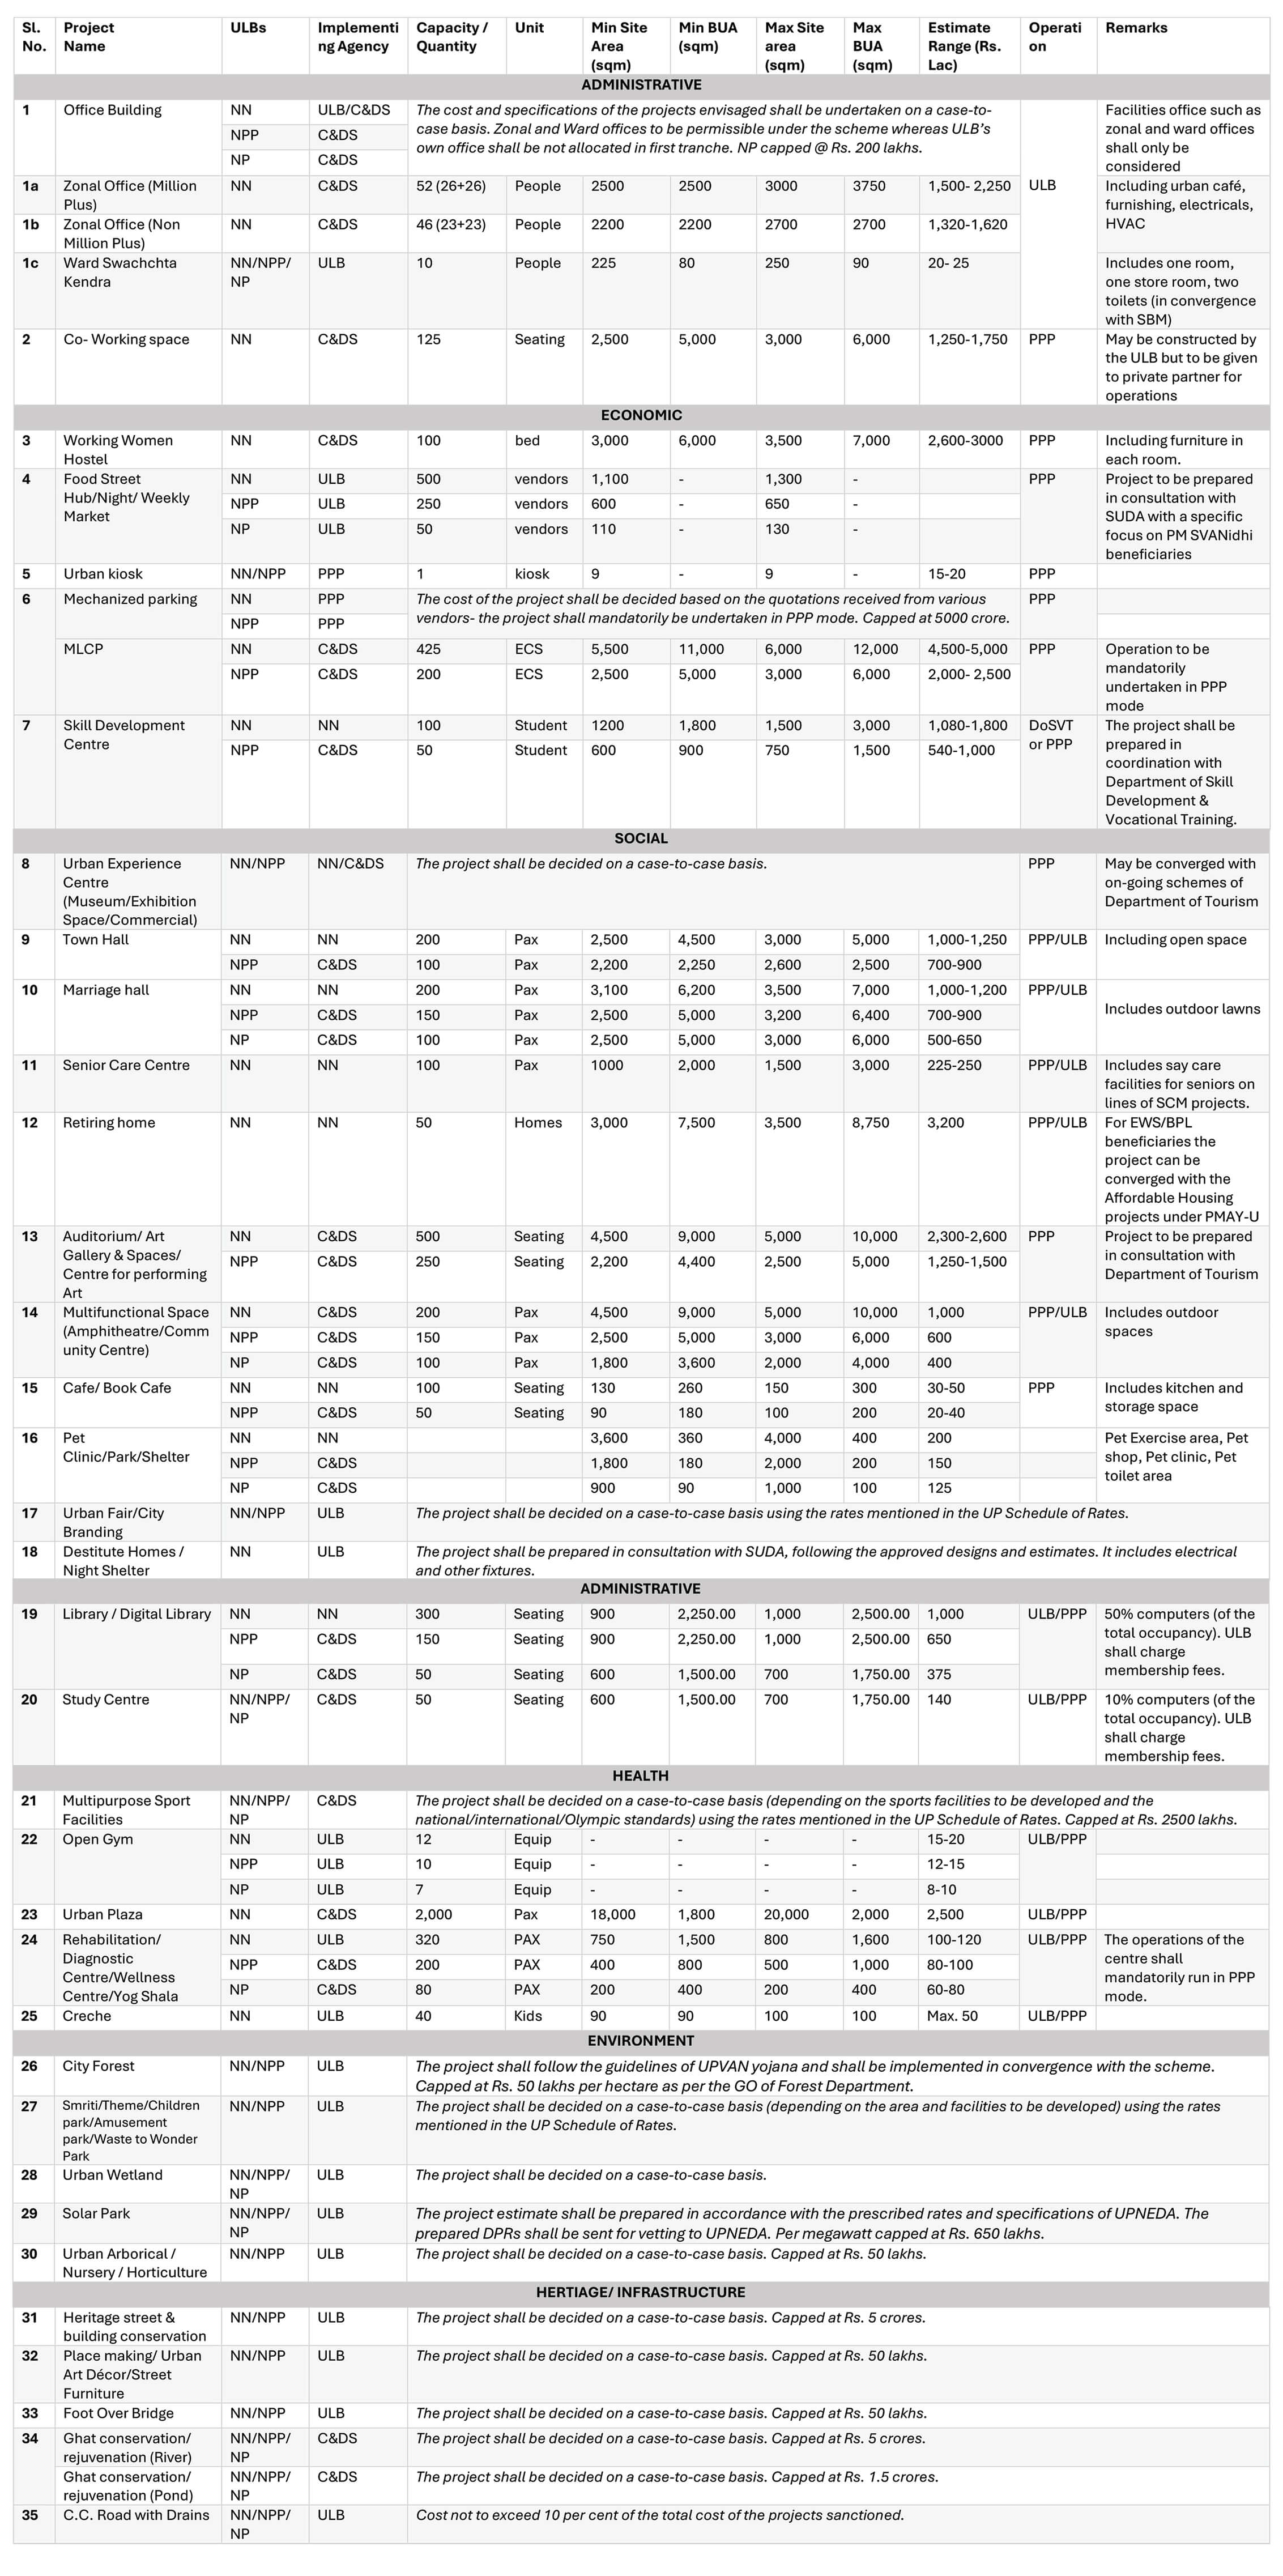 Sl. No. Project Name ULBs Implementi ng Agency Capacity / Quantity Unit Min Site Area (sqm) Min BUA (sqm) Max Site area (sqm) Max BUA (sqm) Estimate Range (Rs. Lac) Operati on Remarks
ADMINISTRATIVE
1 Office Building NN ULB/C&DS The cost and specifications of the projects envisaged shall be undertaken on a case-to-case basis. Zonal and Ward offices to be permissible under the scheme whereas ULB's own office shall be not allocated in first tranche. NP capped @ Rs. 200 lakhs. ULB Facilities office such as zonal and ward offices shall only be considered
NPP C&DS
NP C&DS
1a Zonal Office (Million Plus) NN C&DS 52 (26+26) People 2500 2500 3000 3750 1,500- 2,250 Including urban café, furnishing, electricals, HVAC
1b Zonal Office (Non Million Plus) NN C&DS 46 (23+23) People 2200 2200 2700 2700 1,320-1,620
1c Ward Swachchta Kendra NN/NPP/ NP ULB 10 People 225 80 250 90 20- 25 Includes one room, one store room, two toilets (in convergence with SBM)
2 Co- Working space NN C&DS 125 Seating 2,500 5,000 3,000 6,000 1,250-1,750 PPP May be constructed by the ULB but to be given to private partner for operations
ECONOMIC
3 Working Women Hostel NN C&DS 100 bed 3,000 6,000 3,500 7,000 2,600-3000 PPP Including furniture in each room.
4 Food Street Hub/Night/ Weekly Market NN ULB 500 vendors 1,100 - 1,300 - PPP Project to be prepared in consultation with SUDA with a specific focus on PM SVANidhi beneficiaries
NPP ULB 250 vendors 600 - 650 -
NP ULB 50 vendors 110 - 130 -
5 Urban kiosk NN/NPP PPP 1 kiosk 9 - 9 - 15-20 PPP
6 Mechanized parking NN PPP The cost of the project shall be decided based on the quotations received from various vendors- the project shall mandatorily be undertaken in PPP mode. Capped at 5000 crore. PPP
NPP PPP
MLCP NN C&DS 425 ECS 5,500 11,000 6,000 12,000 4,500-5,000 PPP Operation to be mandatorily undertaken in PPP mode
NPP C&DS 200 ECS 2,500 5,000 3,000 6,000 2,000- 2,500
7 Skill Development Centre NN NN 100 Student 1200 1,800 1,500 3,000 1,080-1,800 DoSVT or PPP The project shall be prepared in coordination with Department of Skill Development & Vocational Training.
NPP C&DS 50 Student 600 900 750 1,500 540-1,000
SOCIAL
8 Urban Experience Centre (Museum/Exhibition Space/Commercial) NN/NPP NN/C&DS The project shall be decided on a case-to-case basis. PPP May be converged with on-going schemes of Department of Tourism
9 Town Hall NN NN 200 Pax 2,500 4,500 3,000 5,000 1,000-1,250 PPP/ULB Including open space
NPP C&DS 100 Pax 2,200 2,250 2,600 2,500 700-900
10 Marriage hall NN NN 200 Pax 3,100 6,200 3,500 7,000 1,000-1,200 PPP/ULB Includes outdoor lawns
NPP C&DS 150 Pax 2,500 5,000 3,200 6,400 700-900
NP C&DS 100 Pax 2,500 5,000 3,000 6,000 500-650
11 Senior Care Centre NN NN 100 Pax 1000 2,000 1,500 3,000 225-250 PPP/ULB Includes say care facilities for seniors on lines of SCM projects.
12 Retiring home NN NN 50 Homes 3,000 7,500 3,500 8,750 3,200 PPP/ULB For EWS/BPL beneficiaries the project can be converged with the Affordable Housing projects under PMAY-U
13 Auditorium/ Art Gallery & Spaces/ Centre for performing Art NN C&DS 500 Seating 4,500 9,000 5,000 10,000 2,300-2,600 PPP Project to be prepared in consultation with Department of Tourism
NPP C&DS 250 Seating 2,200 4,400 2,500 5,000 1,250-1,500
14 Multifunctional Space (Amphitheatre/Comm unity Centre) NN C&DS 200 Pax 4,500 9,000 5,000 10,000 1,000 PPP/ULB Includes outdoor spaces
NPP C&DS 150 Pax 2,500 5,000 3,000 6,000 600
NP C&DS 100 Pax 1,800 3,600 2,000 4,000 400
15 Cafe/ Book Cafe NN NN 100 Seating 130 260 150 300 30-50 PPP Includes kitchen and storage space
NPP C&DS 50 Seating 90 180 100 200 20-40
16 Pet Clinic/Park/Shelter NN NN 3,600 360 4,000 400 200 Pet Exercise area, Pet shop, Pet clinic, Pet toilet area
NPP C&DS 1,800 180 2,000 200 150
NP C&DS 900 90 1,000 100 125
17 Urban Fair/City Branding NN/NPP ULB The project shall be decided on a case-to-case basis using the rates mentioned in the UP Schedule of Rates.
18 Destitute Homes / Night Shelter NN ULB The project shall be prepared in consultation with SUDA, following the approved designs and estimates. It includes electrical and other fixtures.
ADMINISTRATIVE
19 Library / Digital Library NN NN 300 Seating 900 2,250.00 1,000 2,500.00 1,000 ULB/PPP 50% computers (of the total occupancy). ULB shall charge membership fees.
NPP C&DS 150 Seating 900 2,250.00 1,000 2,500.00 650
NP C&DS 50 Seating 600 1,500.00 700 1,750.00 375
20 Study Centre NN/NPP/ NP C&DS 50 Seating 600 1,500.00 700 1,750.00 140 ULB/PPP 10% computers (of the total occupancy). ULB shall charge membership fees.
HEALTH
21 Multipurpose Sport Facilities NN/NPP/ NP C&DS The project shall be decided on a case-to-case basis (depending on the sports facilities to be developed and the national/international/Olympic standards) using the rates mentioned in the UP Schedule of Rates. Capped at Rs. 2500 lakhs.
22 Open Gym NN ULB 12 Equip - - - - 15-20 ULB/PPP
NPP ULB 10 Equip - - - - 12-15
NP ULB 7 Equip - - - - 8-10
23 Urban Plaza NN C&DS 2,000 Pax 18,000 1,800 20,000 2,000 2,500 ULB/PPP
24 Rehabilitation/ Diagnostic Centre/Wellness Centre/Yog Shala NN ULB 320 PAX 750 1,500 800 1,600 100-120 ULB/PPP The operations of the centre shall mandatorily run in PPP mode.
NPP C&DS 200 PAX 400 800 500 1,000 80-100
NP C&DS 80 PAX 200 400 200 400 60-80
25 Creche NN ULB 40 Kids 90 90 100 100 Max. 50 ULB/PPP
ENVIRONMENT
26 City Forest NN/NPP ULB The project shall follow the guidelines of UPVAN yojana and shall be implemented in convergence with the scheme. Capped at Rs. 50 lakhs per hectare as per the GO of Forest Department.
27 Smriti/Theme/Children park/Amusement park/Waste to Wonder Park NN/NPP ULB The project shall be decided on a case-to-case basis (depending on the area and facilities to be developed) using the rates mentioned in the UP Schedule of Rates.
28 Urban Wetland NN/NPP/ NP ULB The project shall be decided on a case-to-case basis.
29 Solar Park NN/NPP/ NP ULB The project estimate shall be prepared in accordance with the prescribed rates and specifications of UPNEDA. The prepared DPRs shall be sent for vetting to UPNEDA. Per megawatt capped at Rs. 650 lakhs.
30 Urban Arborical / Nursery / Horticulture NN/NPP ULB The project shall be decided on a case-to-case basis. Capped at Rs. 50 lakhs.
HERTIAGE/ INFRASTRUCTURE
31 Heritage street & building conservation NN/NPP ULB The project shall be decided on a case-to-case basis. Capped at Rs. 5 crores.
32 Place making/ Urban Art Décor/Street Furniture NN/NPP ULB The project shall be decided on a case-to-case basis. Capped at Rs. 50 lakhs.
33 Foot Over Bridge NN/NPP ULB The project shall be decided on a case-to-case basis. Capped at Rs. 50 lakhs.
34 Ghat conservation/ rejuvenation (River) NN/NPP/ NP C&DS The project shall be decided on a case-to-case basis. Capped at Rs. 5 crores.
Ghat conservation/ rejuvenation (Pond) NN/NPP/ NP C&DS The project shall be decided on a case-to-case basis. Capped at Rs. 1.5 crores.
35 C.C. Road with Drains NN/NPP/ NP ULB Cost not to exceed 10 per cent of the total cost of the projects sanctioned.